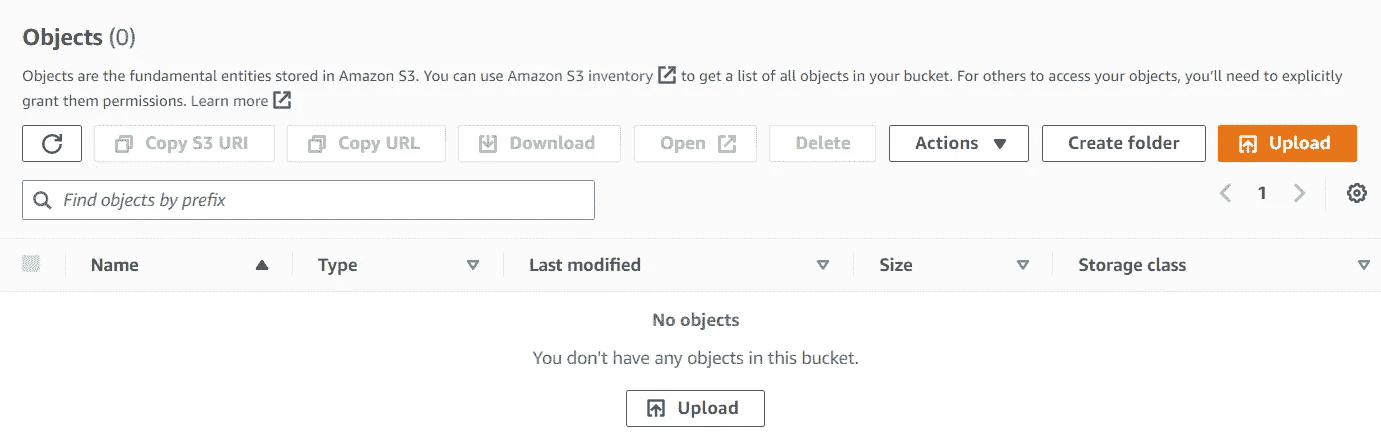 Objects (0)
Objects are the fundamental entities stored in Amazon S3. You can use Amazon S3 inventory to get a list of all objects in your bucket. For others to access your objects, you’ll need to explicitly
grant them permissions. Learn more
Copy S3 URI Copy URL Download Open Delete Actions Create folder Upload
Find objects by prefix 1
Name Type Last modified Size Storage class
No objects
You don't have any objects in this bucket.
Upload